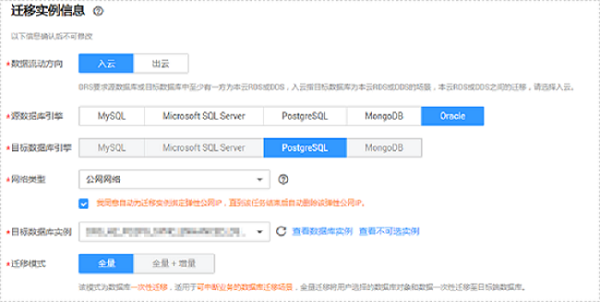 迁移实例信息
以下信息确认后不可修改
*数据流动方向 入云 出云
DRS要求源数据库或目标数据库中至少有一方为本云RDS或DDS，入云指目标数据库为本云RDS或DDS的场景，本云RDS或DDS之间的迁移，请选择入云。
*源数据库引擎 MySQL Microsoft SQL Server PostgreSQL MongoDB Oracle
*目标数据库引擎 MySQL Microsoft SQL Server PostgreSQL MongoDB
*网络类型 公网网络
我同意自动为迁移实例绑定弹性公网IP，直到该任务结束后自动删除该弹性公网IP。
*目标数据库实例 查看数据库实例 查看不可选实例
*迁移模式 全量 全量 + 增量
该模式为数据库一次性迁移，适用于可中断业务的数据库迁移场景，全量迁移将用户选择的数据库对象和数据一次性迁移至目标端数据库。